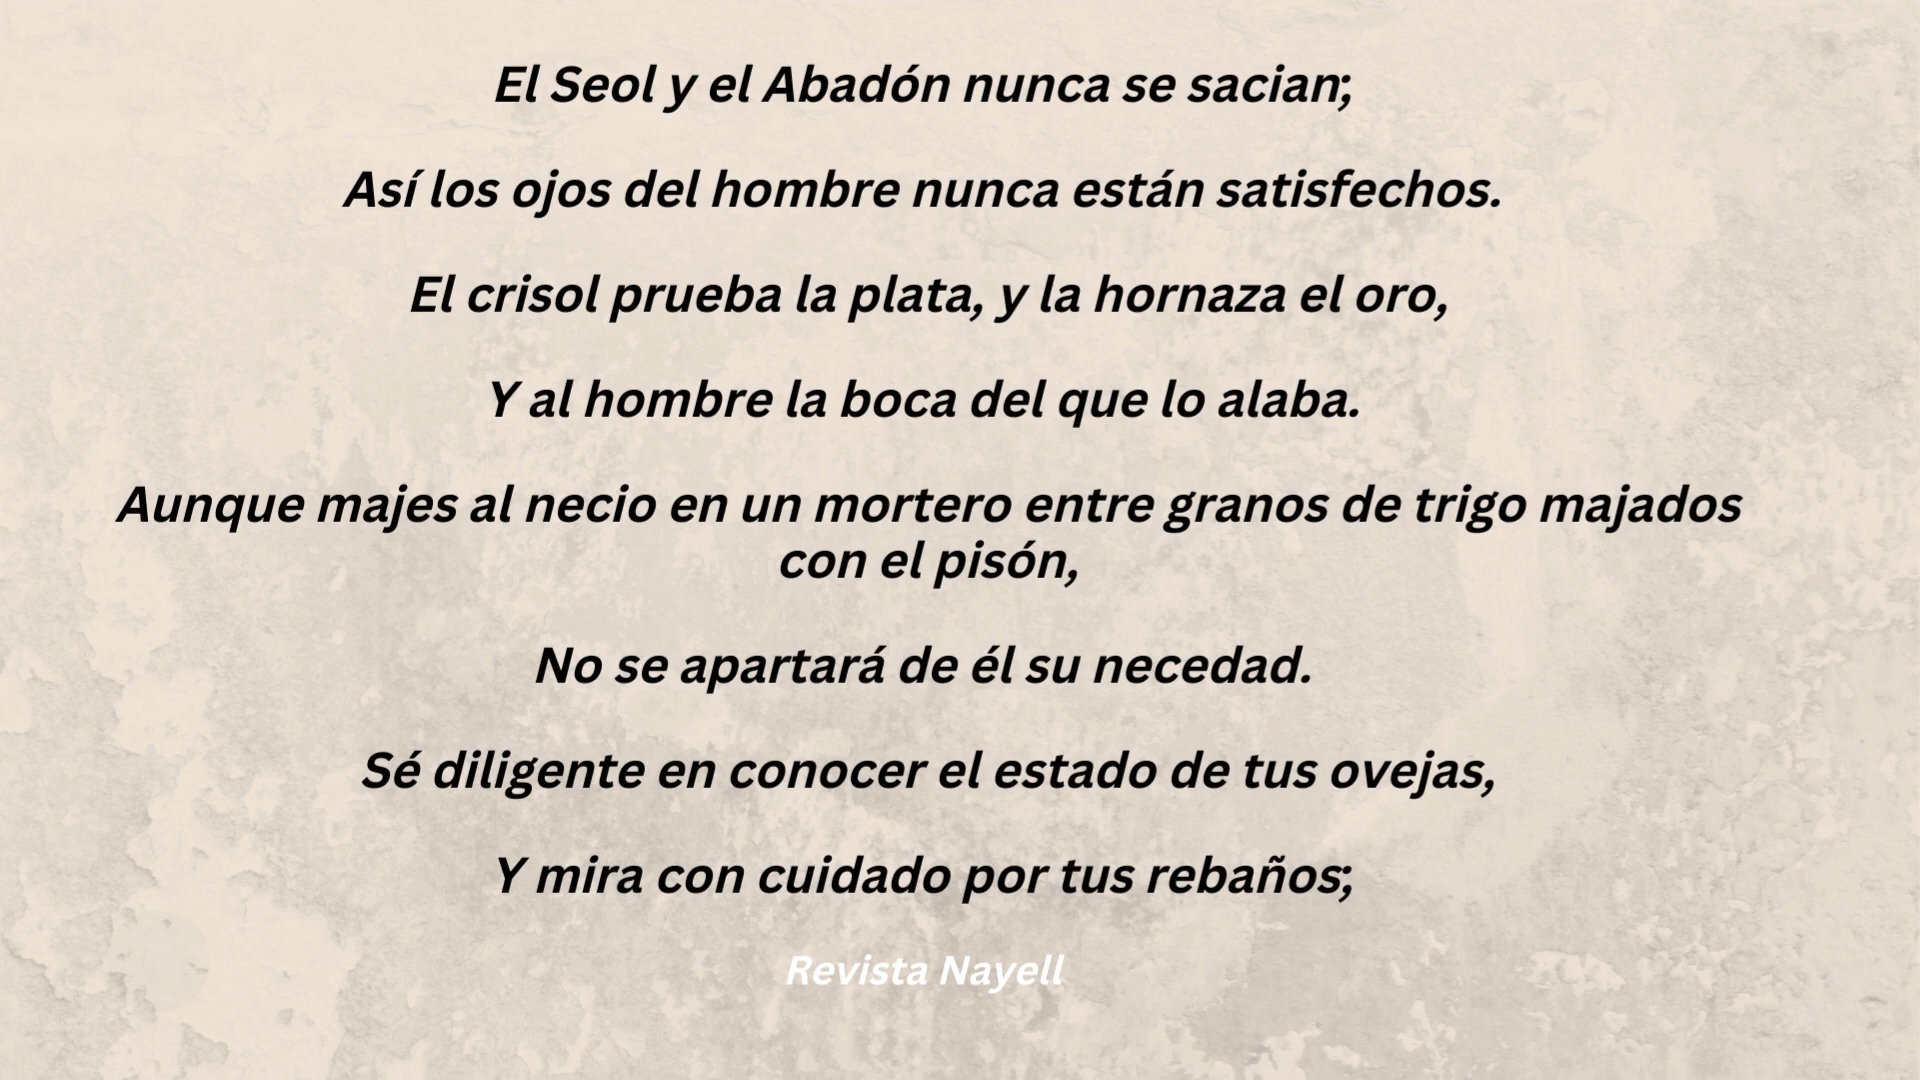 El Seol y el Abadón nunca se sacian;
Así los ojos del hombre nunca están satisfechos.
El crisol prueba la plata, y la hornaza el oro,
Y al hombre la boca del que lo alaba.
Aunque majes al necio en un mortero entre granos de trigo majados
con el pisón,
No se apartará de él su necedad.
Sé diligente en conocer el estado de tus ovejas,
Y mira con cuidado por tus rebaños;
Revista Nayell